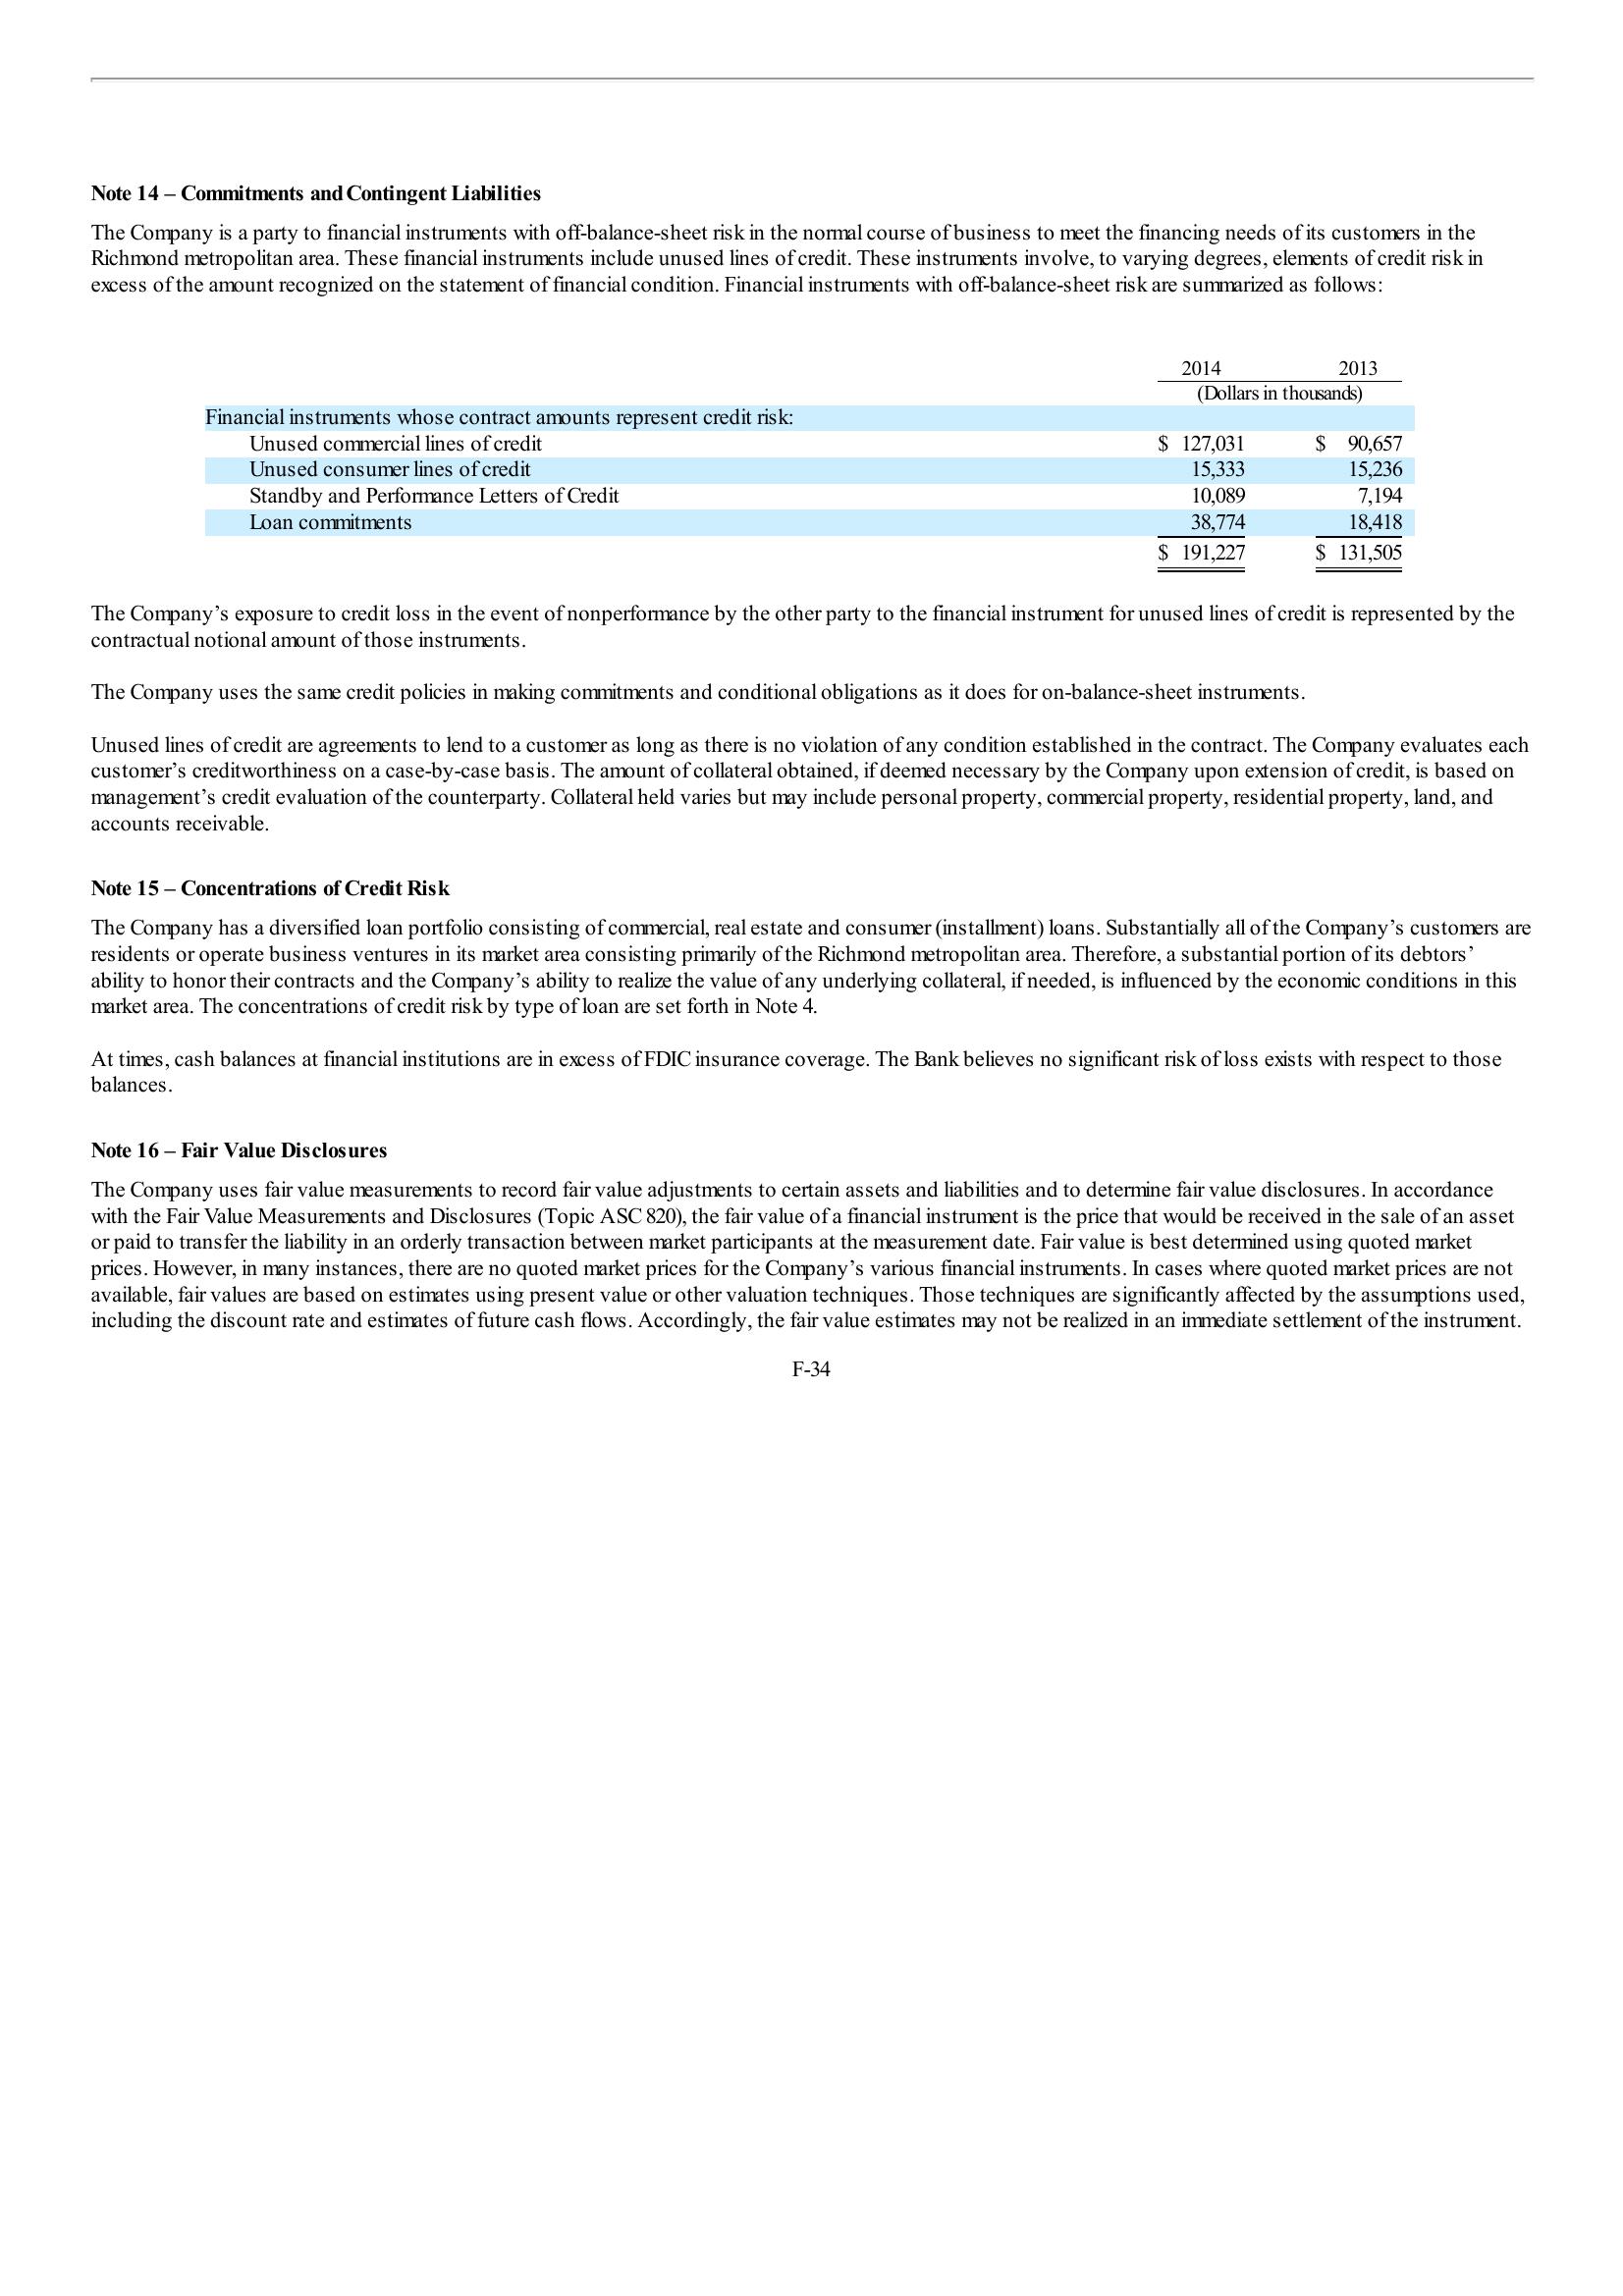 Note 14 – Commitments and Contingent Liabilities
The Company is a party to financial instruments with off-balance-sheet risk in the normal course of business to meet the financing needs of its customers in the
Richmond metropolitan area. These financial instruments include unused lines of credit. These instruments involve, to varying degrees, elements of credit risk in
excess of the amount recognized on the statement of financial condition. Financial instruments with off-balance-sheet risk are summarized as follows:
2014 2013
(Dollars in thousands)
Financial instruments whose contract amounts represent credit risk:
Unused commercial lines of credit $ 127,031 $ 90,657
Unused consumer lines of credit 15,333 15,236
Standby and Performance Letters of Credit 10,089 7,194
Loan commitments 38,774 18,418
$ 191,227 $ 131,505
The Company’s exposure to credit loss in the event of nonperformance by the other party to the financial instrument for unused lines of credit is represented by the
contractual notional amount of those instruments.
The Company uses the same credit policies in making commitments and conditional obligations as it does for on-balance-sheet instruments.
Unused lines of credit are agreements to lend to a customer as long as there is no violation of any condition established in the contract. The Company evaluates each
customer’s creditworthiness on a case-by-case basis. The amount of collateral obtained, if deemed necessary by the Company upon extension of credit, is based on
management’s credit evaluation of the counterparty. Collateral held varies but may include personal property, commercial property, residential property, land, and
accounts receivable.
Note 15 – Concentrations of Credit Risk
The Company has a diversified loan portfolio consisting of commercial, real estate and consumer (installment) loans. Substantially all of the Company’s customers are
residents or operate business ventures in its market area consisting primarily of the Richmond metropolitan area. Therefore, a substantial portion of its debtors’
ability to honor their contracts and the Company’s ability to realize the value of any underlying collateral, if needed, is influenced by the economic conditions in this
market area. The concentrations of credit risk by type of loan are set forth in Note 4.
At times, cash balances at financial institutions are in excess of FDIC insurance coverage. The Bank believes no significant risk of loss exists with respect to those
balances.
Note 16 – Fair Value Disclosures
The Company uses fair value measurements to record fair value adjustments to certain assets and liabilities and to determine fair value disclosures. In accordance
with the Fair Value Measurements and Disclosures (Topic ASC 820), the fair value of a financial instrument is the price that would be received in the sale of an asset
or paid to transfer the liability in an orderly transaction between market participants at the measurement date. Fair value is best determined using quoted market
prices. However, in many instances, there are no quoted market prices for the Company’s various financial instruments. In cases where quoted market prices are not
available, fair values are based on estimates using present value or other valuation techniques. Those techniques are significantly affected by the assumptions used,
including the discount rate and estimates of future cash flows. Accordingly, the fair value estimates may not be realized in an immediate settlement of the instrument.
F-34